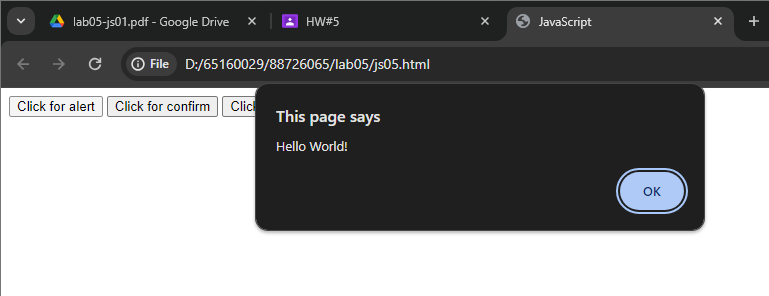 lab05-js01.pdf - Google Drive
HW#5
JavaScript
File
D:/65160029/88726065/lab05/js05.html
Click for alert
Click for confirm
This page says
Hello World!
OK